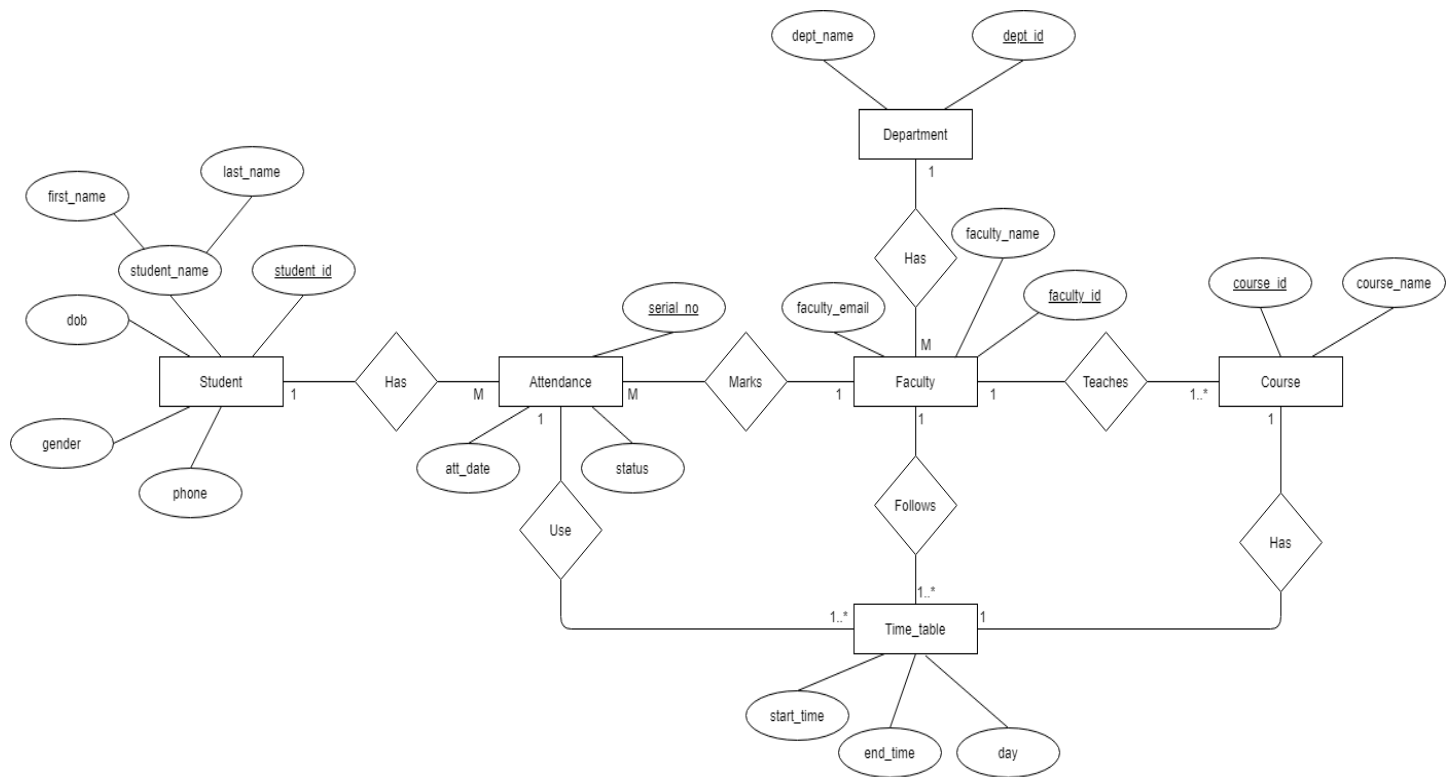 dept_name
dept_id
Department
1
last_name
first_name
Has
faculty_name
student_name
student_id
faculty_email
faculty_id
course_id
course_name
dob
serial_no
M
Student
1
Has
M
Attendance
M
Marks
1
Faculty
1
Teaches
1..*
Course
1
1
1
gender
att_date
status
phone
Use
Follows
Has
1..*
1..*
Time_table
1
start_time
end_time
day